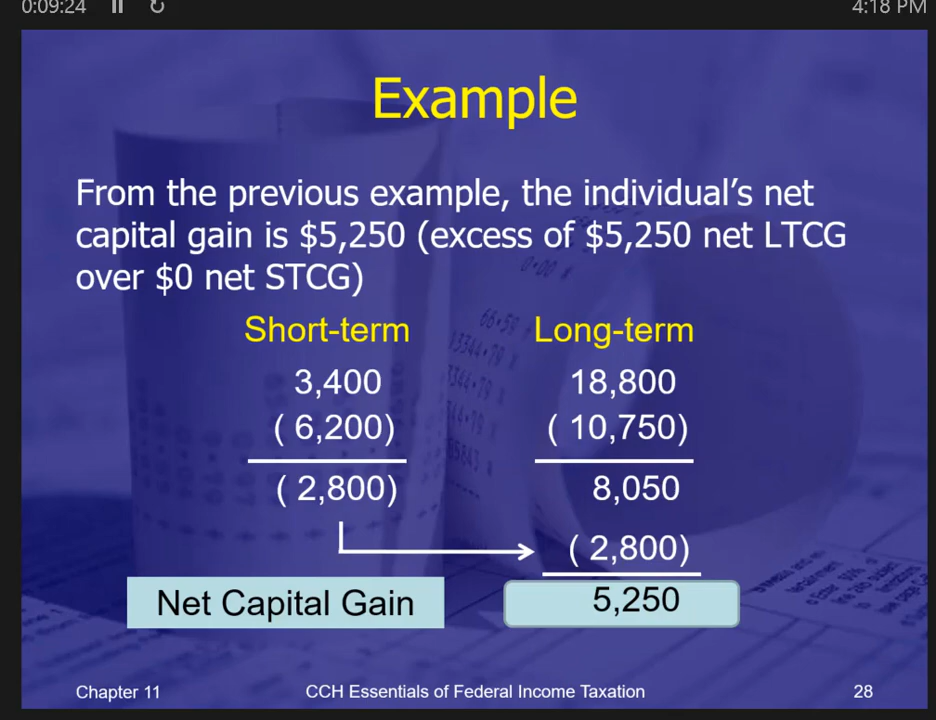 0:09:24
4:18 PM
Example
From the previous example, the individual’s net
capital gain is $5,250 (excess of $5,250 net LTCG
over $0 net STCG)
Short-term Long-term
3,400 18,800
( 6,200) ( 10,750)
( 2,800) 8,050
( 2,800)
Net Capital Gain 5,250
Chapter 11 CCH Essentials of Federal Income Taxation 28